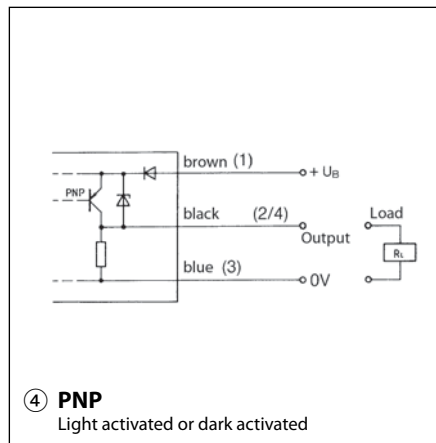 brown (1)
+ UB
PNP
black (2/4)
Load
Output
RL
blue (3)
0V
④ PNP
Light activated or dark activated